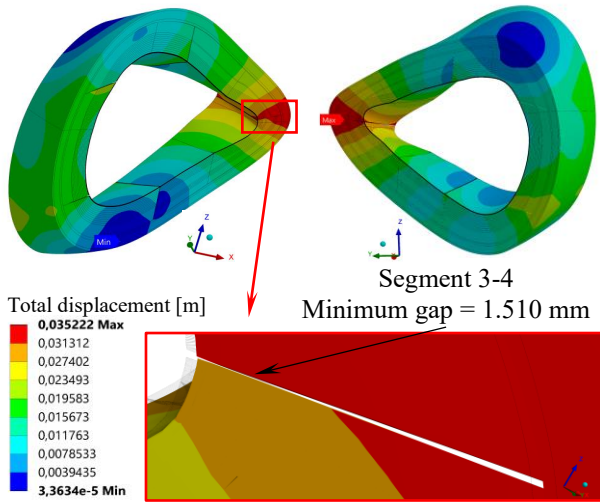 Max
Min
Z
Y
X
Z
Y
Segment 3-4
Minimum gap = 1.510 mm
Total displacement [m]
0,035222 Max
0,031312
0,027402
0,023493
0,019583
0,015673
0,011763
0,0078533
0,0039435
3,3634e-5 Min